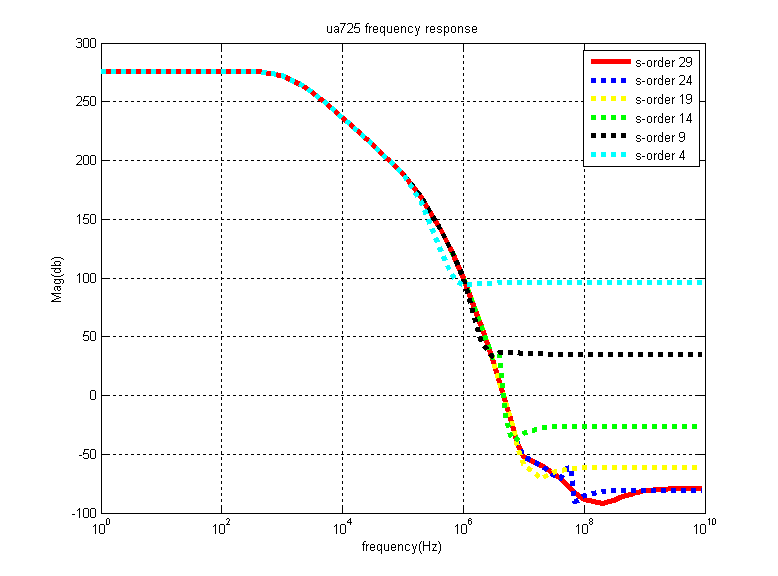 ua725 frequency response
300
250
200
150
100
50
0
-50
-100
Mag(db)
s-order 29
s-order 24
s-order 19
s-order 14
s-order 9
s-order 4
10^0
10^2
10^4
10^6
10^8
10^10
frequency(Hz)